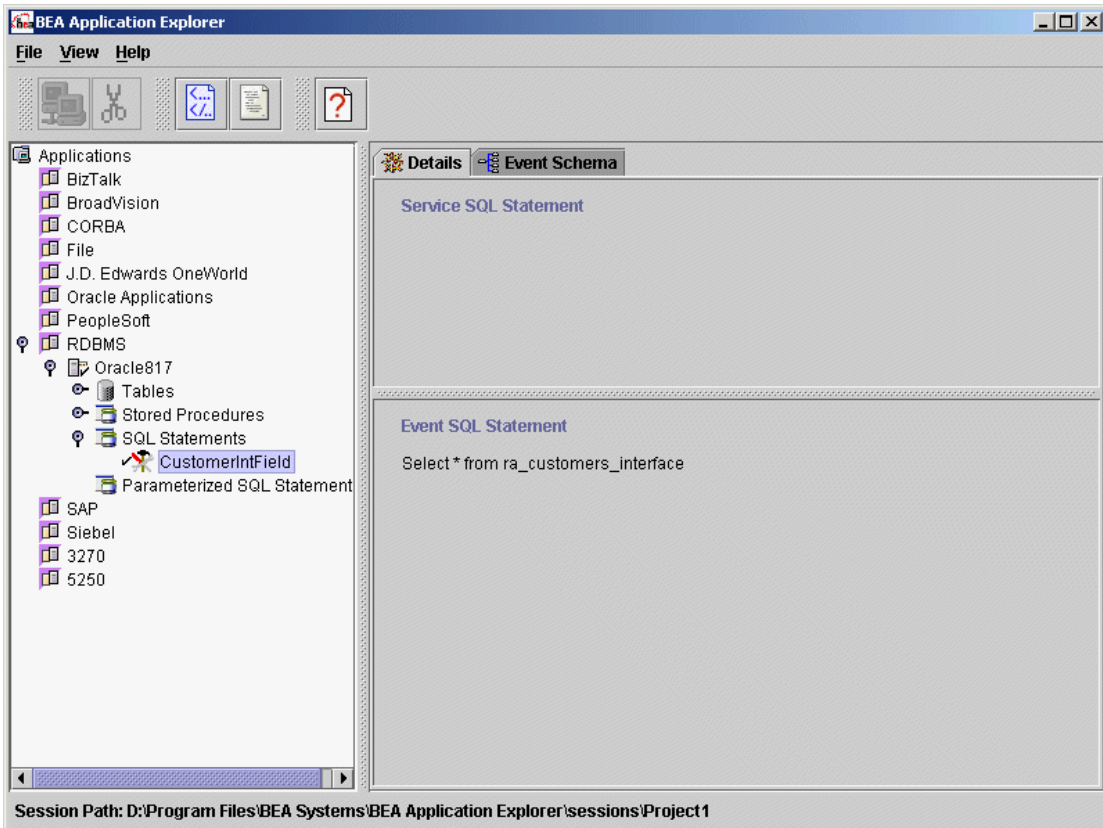 BEA Application Explorer
File View Help
Applications
BizTalk
BroadVision
CORBA
File
J.D. Edwards OneWorld
Oracle Applications
PeopleSoft
RDBMS
Oracle817
Tables
Stored Procedures
SQL Statements
CustomerIntField
Parameterized SQL Statement
SAP
Siebel
3270
5250
Details Event Schema
Service SQL Statement
Event SQL Statement
Select * from ra_customers_interface
Session Path: D:\Program Files\BEA Systems\BEA Application Explorer\sessions\Project1